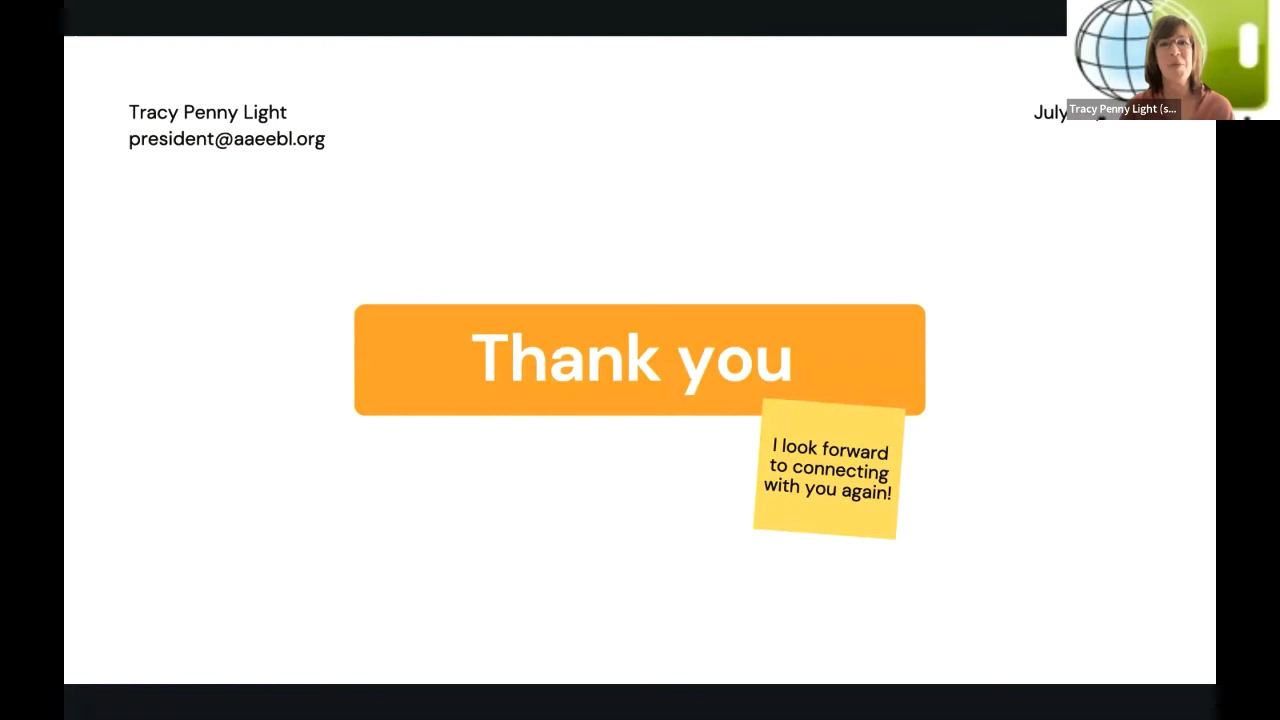 Tracy Penny Light
president@aaeebl.org
July
Tracy Penny Light (s...
Thank you
I look forward
to connecting
with you again!